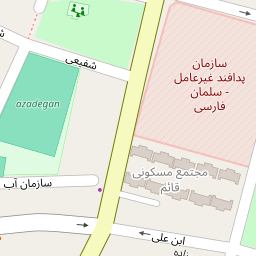 سازمان
پدافند غیرعامل
- سلمان
فارسی
شفیعی
azadegan
مجتمع مسکونی
قائم
سازمان آب
ابن علی